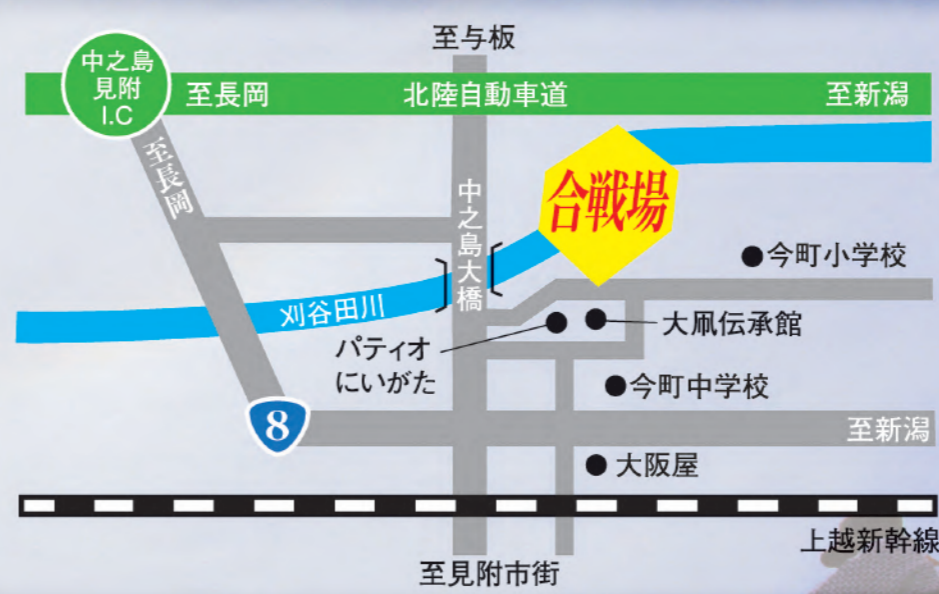 至与板
中之島
見附
I.C
至長岡
北陸自動車道
至新潟
至長岡
中之島大橋
合戦場
今町小学校
刈谷田川
大凧伝承館
パティオ
にいがた
今町中学校
8
至新潟
大阪屋
上越新幹線
至見附市街